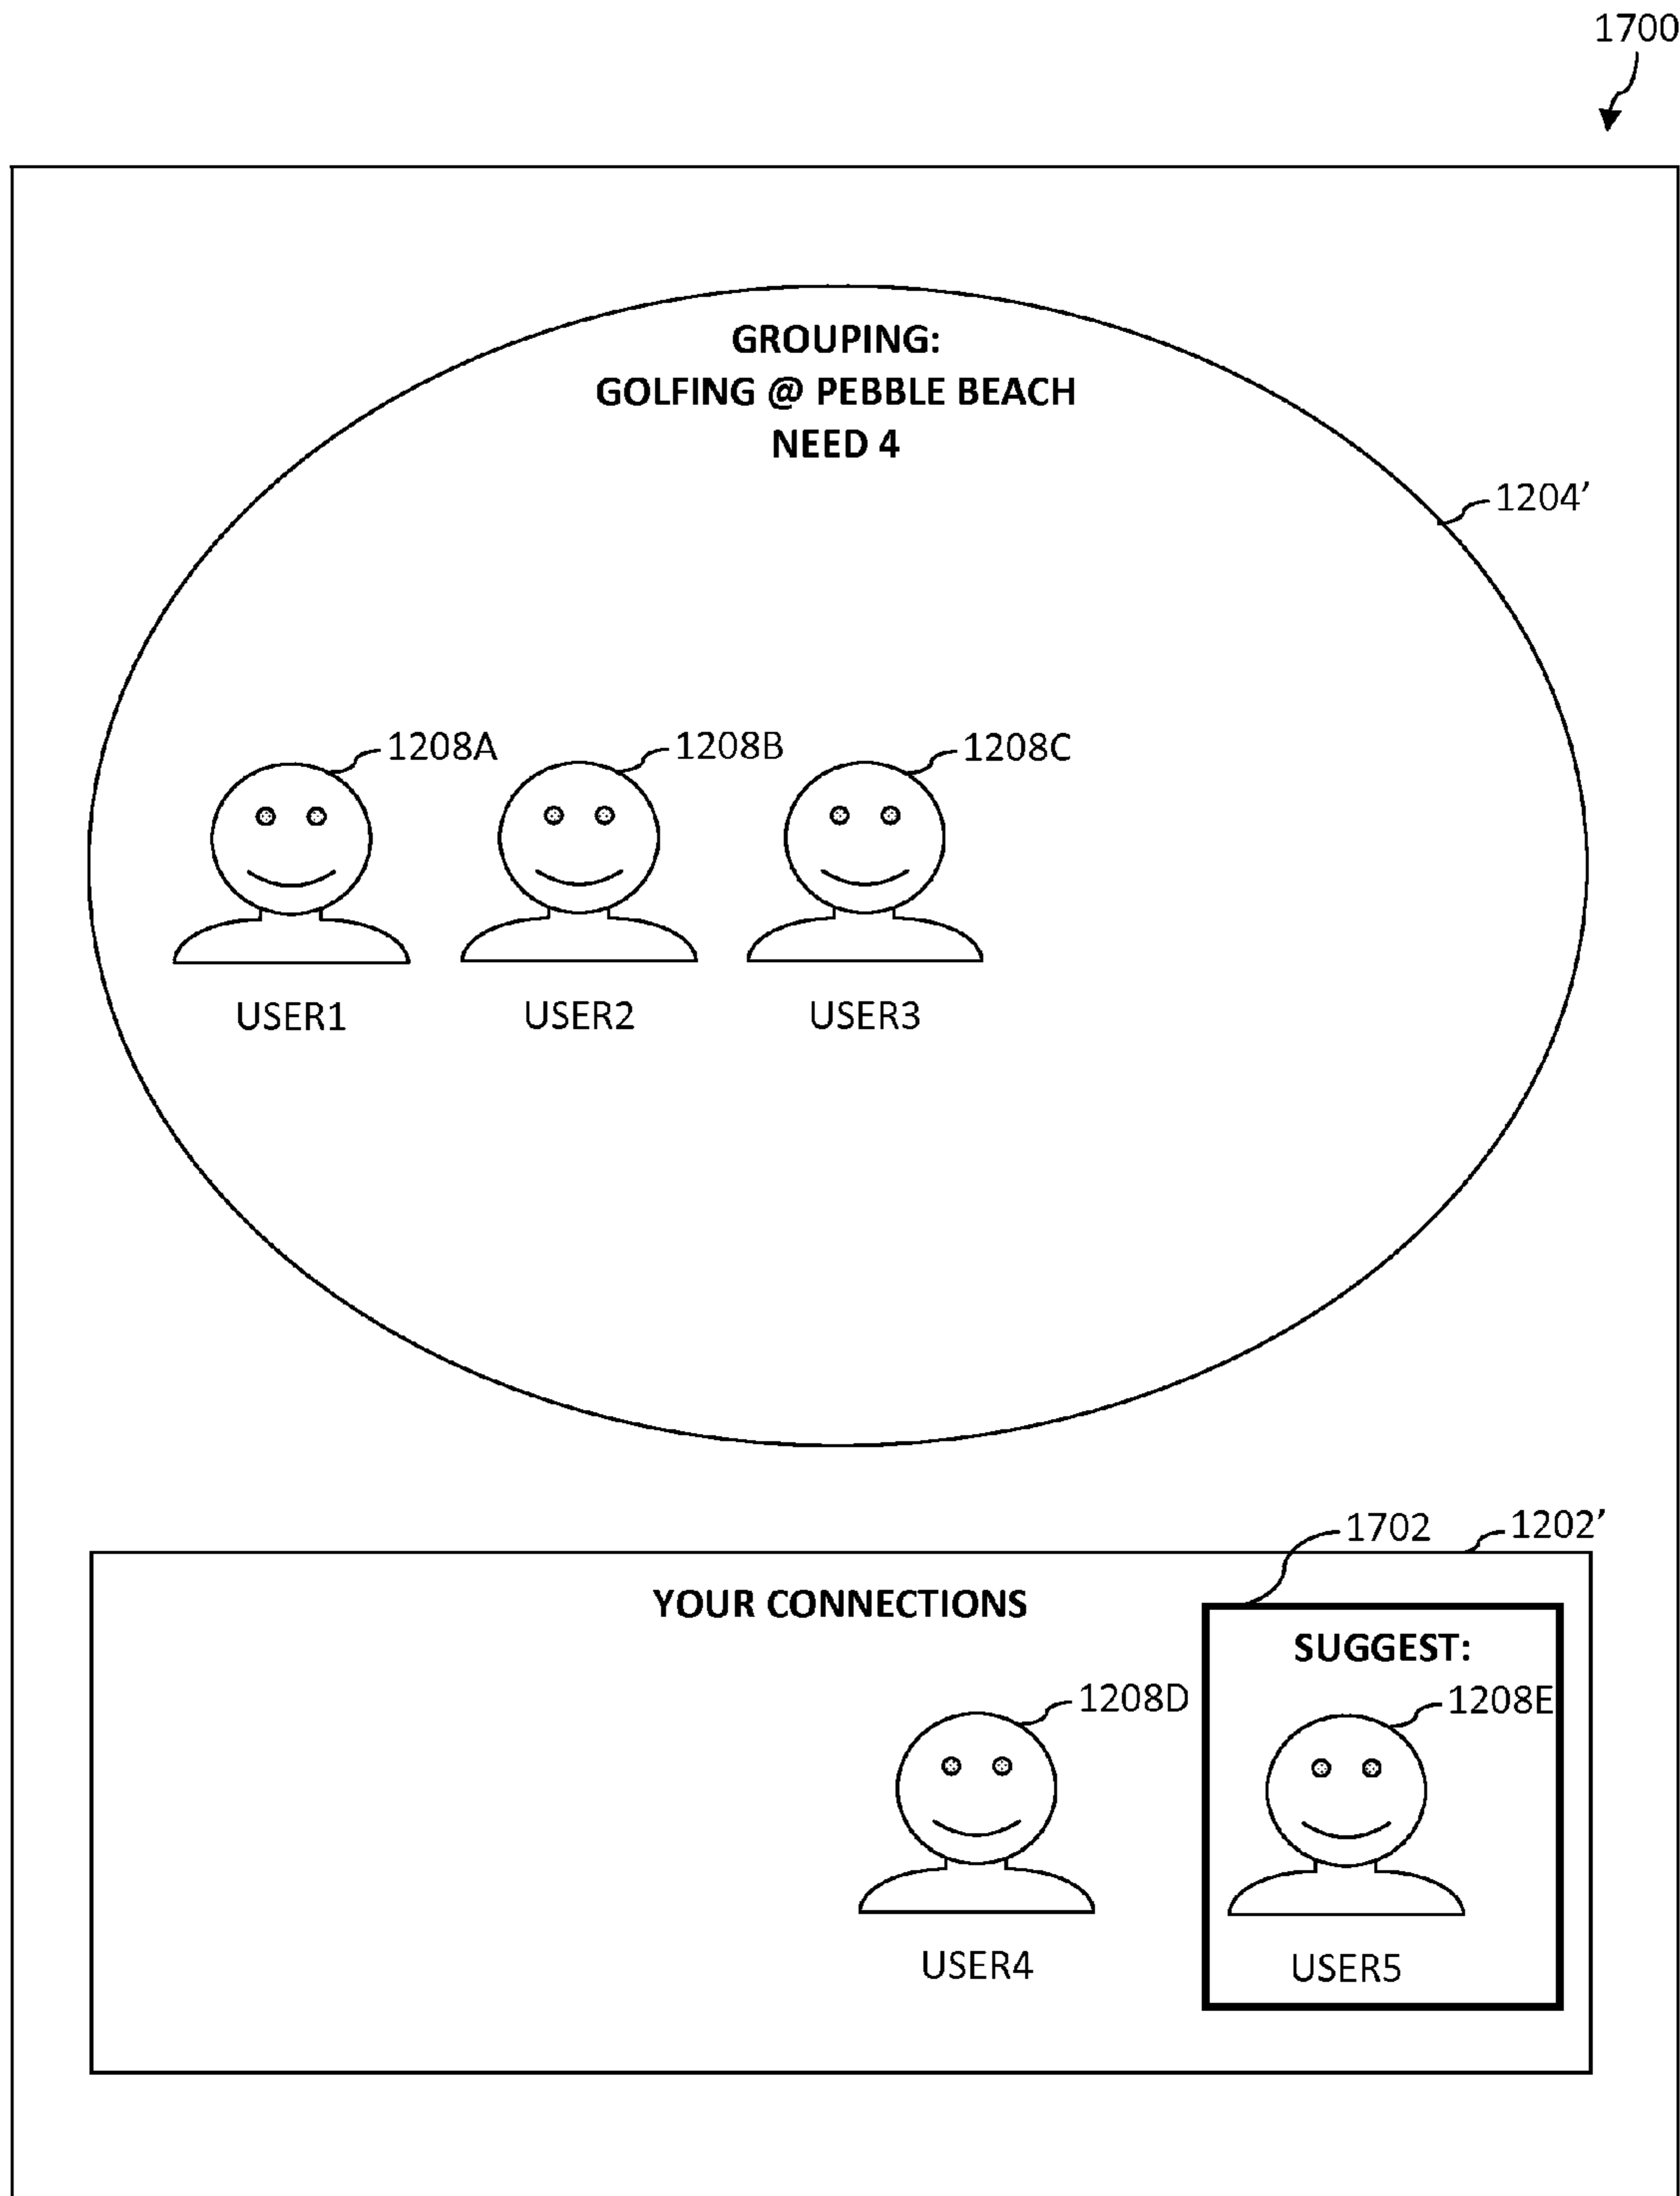 1700
GROUPING:
GOLFING @ PEBBLE BEACH
NEED 4
1204’
1208A
1208B
1208C
USER1
USER2
USER3
1702
1202’
YOUR CONNECTIONS
SUGGEST:
1208D
1208E
USER4
USER5